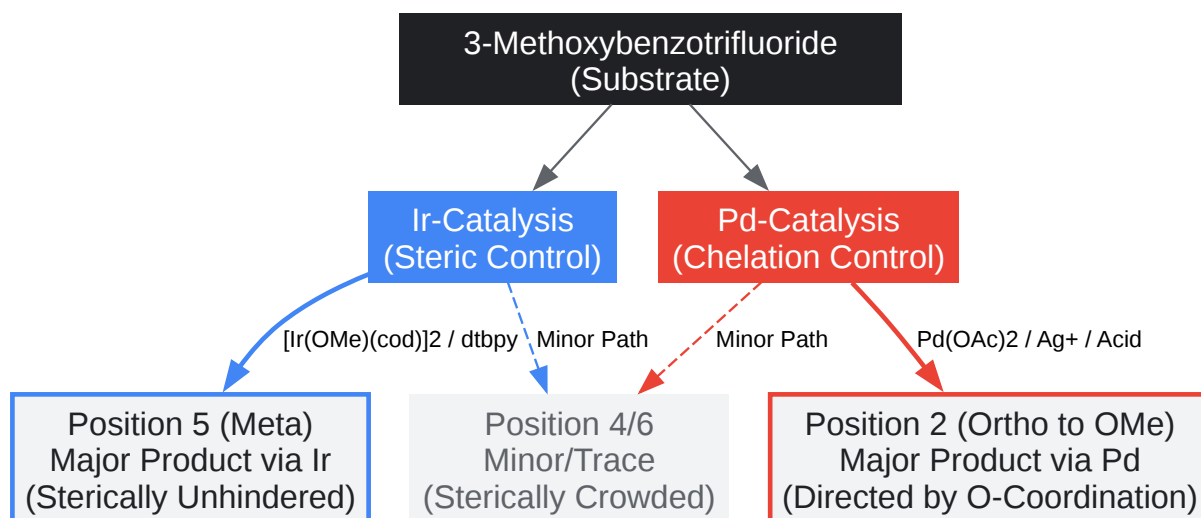 3-Methoxybenzotrifluoride
(Substrate)
Ir-Catalysis
(Steric Control)
Pd-Catalysis
(Chelation Control)
[Ir(OMe)(cod)]2 / dtbpy
Minor Path
Minor Path
Pd(OAc)2 / Ag+ / Acid
Position 5 (Meta)
Major Product via Ir
(Sterically Unhindered)
Position 4/6
Minor/Trace
(Sterically Crowded)
Position 2 (Ortho to OMe)
Major Product via Pd
(Directed by O-Coordination)